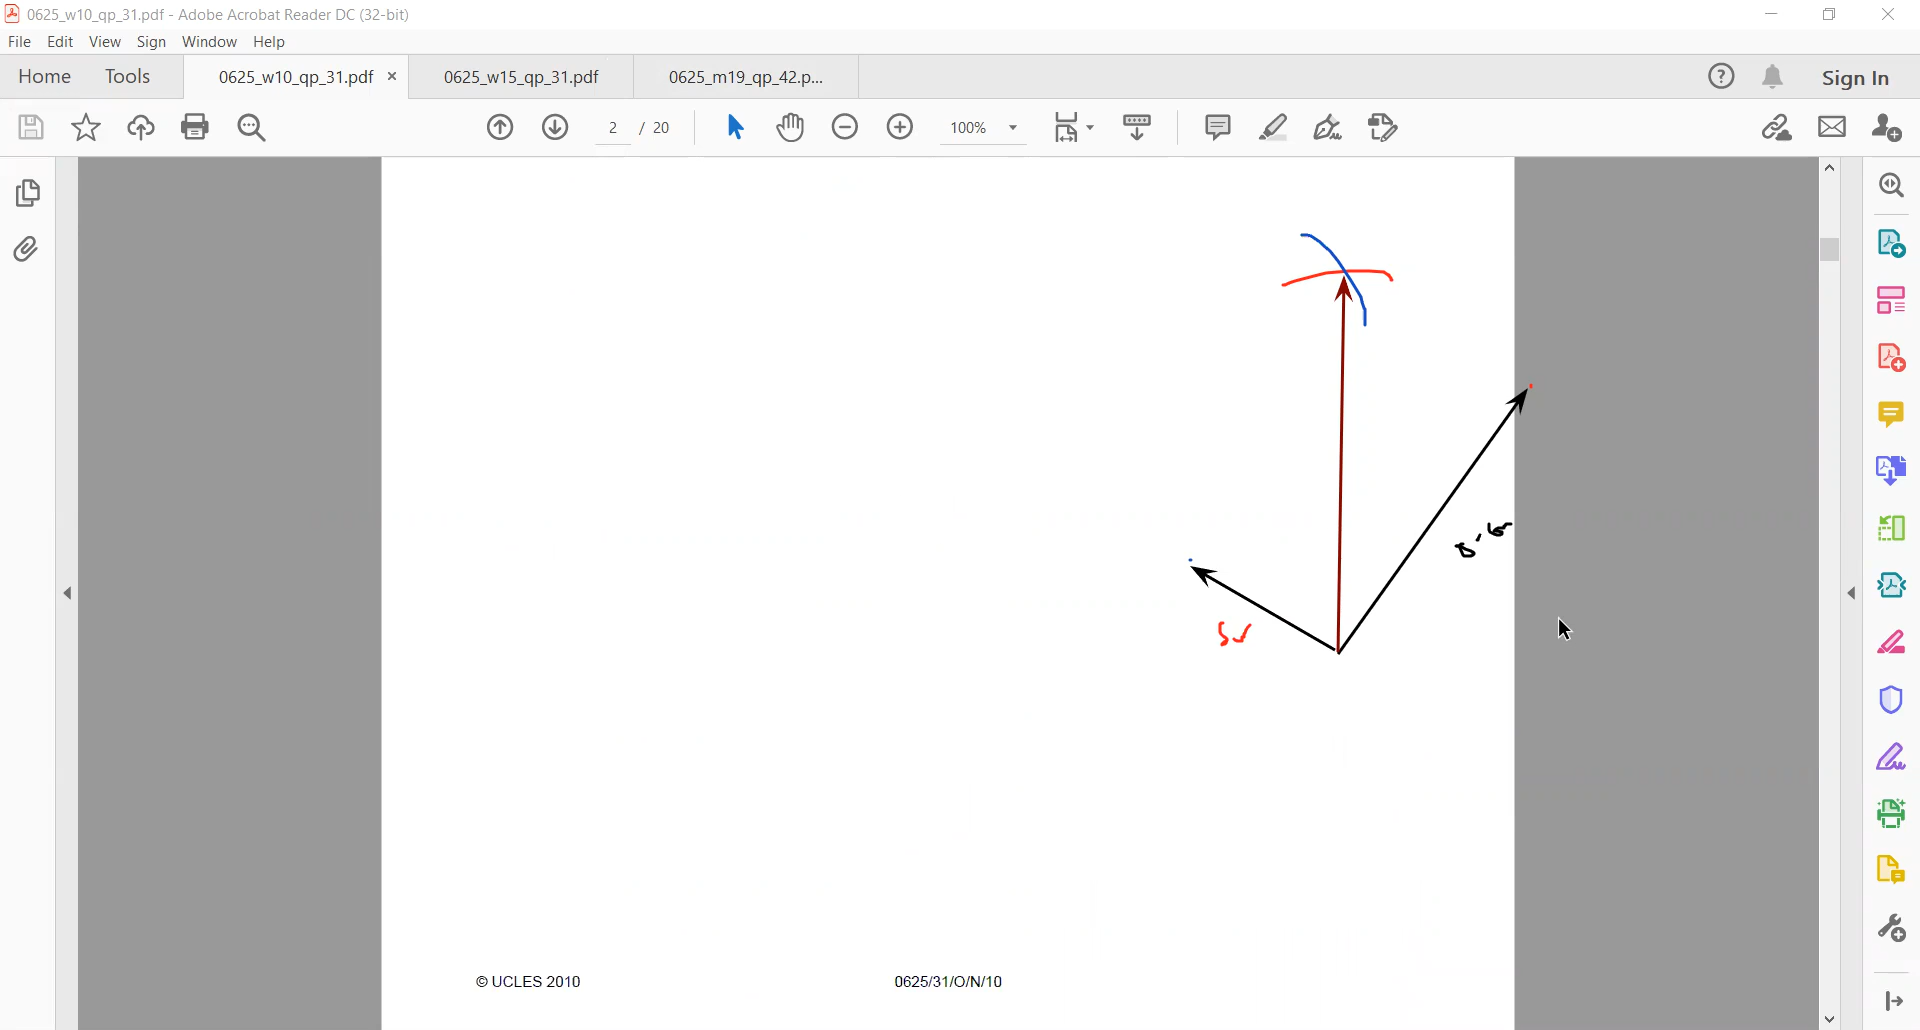 0625_w10_qp_31.pdf - Adobe Acrobat Reader DC (32-bit)
File Edit View Sign Window Help
Home Tools 0625_w10_qp_31.pdf × 0625_w15_qp_31.pdf 0625_m19_qp_42.p... Sign In
2 / 20 100%
© UCLES 2010 0625/31/O/N/10